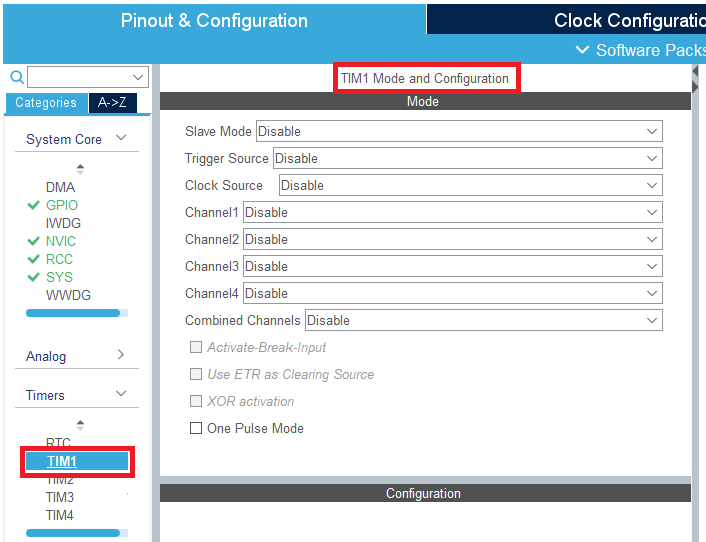 Pinout & Configuration
Clock Configuratio
Software Packs
Categories A->Z
System Core
DMA
GPIO
IWDG
NVIC
RCC
SYS
WWDG
Analog
Timers
RTC
TIM1
TIM2
TIM3
TIM4
TIM1 Mode and Configuration
Mode
Slave Mode Disable
Trigger Source Disable
Clock Source Disable
Channel1 Disable
Channel2 Disable
Channel3 Disable
Channel4 Disable
Combined Channels Disable
Activate-Break-Input
Use ETR as Clearing Source
XOR activation
One Pulse Mode
Configuration